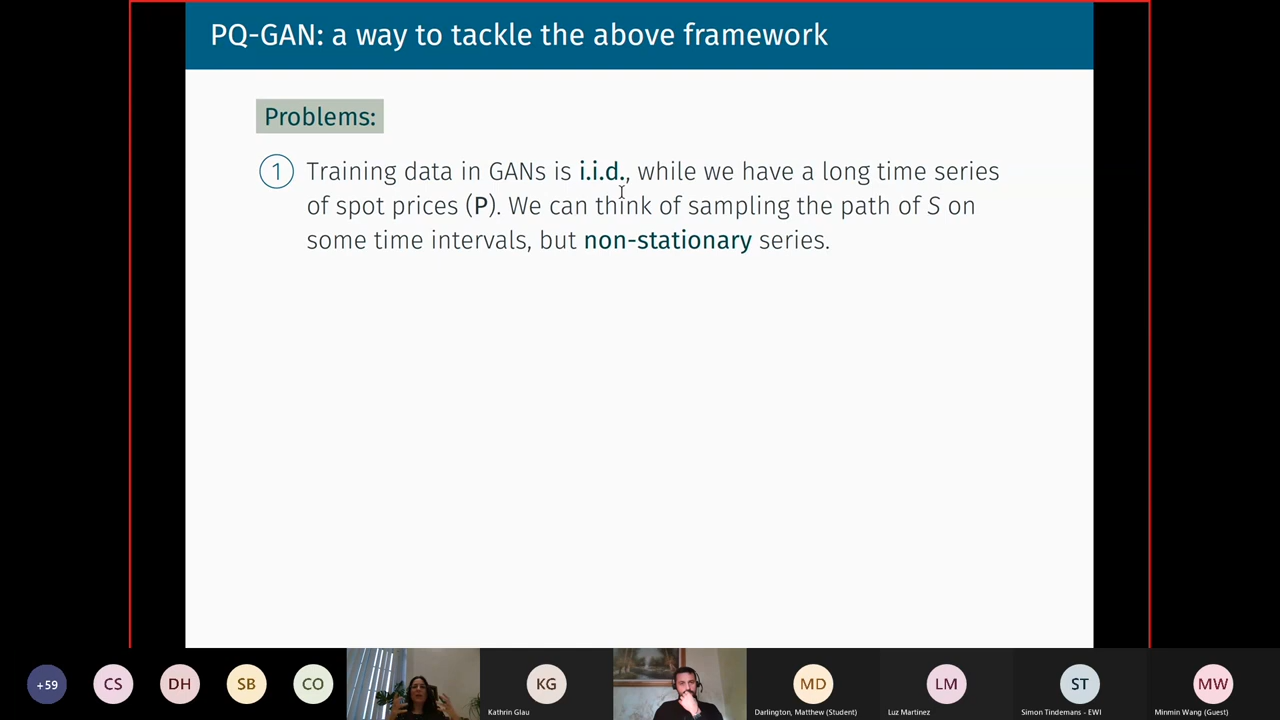 PQ-GAN: a way to tackle the above framework
Problems:
1 Training data in GANs is i.i.d., while we have a long time series
of spot prices (P). We can think of sampling the path of S on
some time intervals, but non-stationary series.
+59
CS
DH
SB
CO
KG
Kathrin Glau
MD
Darlington, Matthew (Student)
LM
Luz Martinez
ST
Simon Tindemans - EWI
MW
Minmin Wang (Guest)